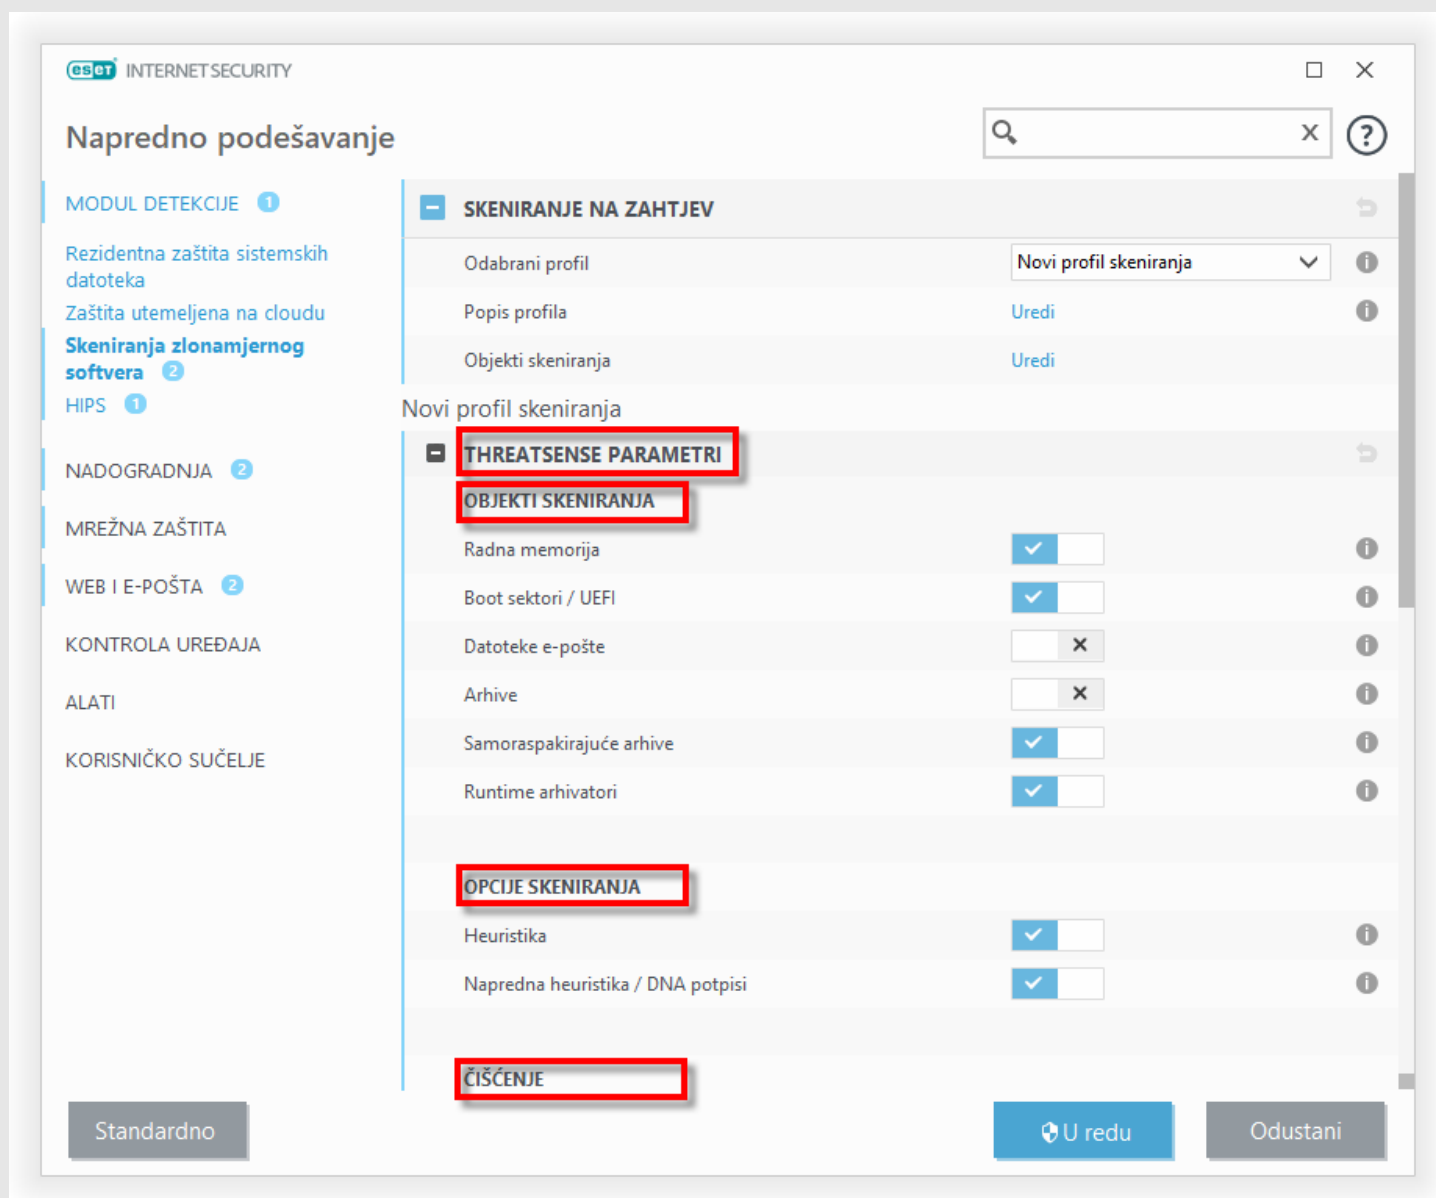 eset INTERNET SECURITY
Napredno podešavanje
MODUL DETEKCIJE 1
Rezidentna zaštita sistemskih
datoteka
Zaštita utemeljena na cloudu
Skeniranja zlonamjernog
softvera 2
HIPS 1
NADOGRADNJA 2
MREŽNA ZAŠTITA
WEB I E-POŠTA 2
KONTROLA UREĐAJA
ALATI
KORISNIČKO SUČELJE
SKENIRANJE NA ZAHTJEV
Odabrani profil Novi profil skeniranja
Popis profila Uredi
Objekti skeniranja Uredi
Novi profil skeniranja
THREATSENSE PARAMETRI
OBJEKTI SKENIRANJA
Radna memorija
Boot sektori / UEFI
Datoteke e-pošte
Arhive
Samoraspakirajuće arhive
Runtime arhivatori
OPCIJE SKENIRANJA
Heuristika
Napredna heuristika / DNA potpisi
ČIŠĆENJE
Standardno U redu Odustani